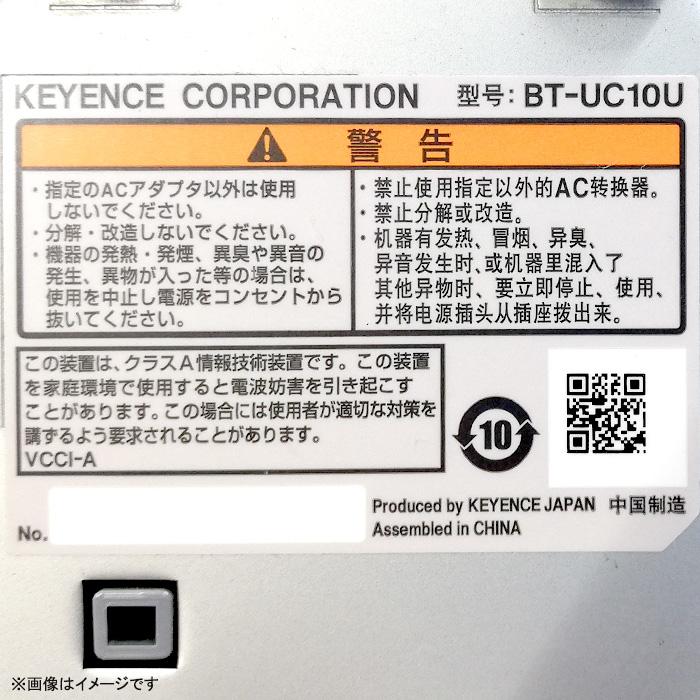 KEYENCE CORPORATION 型号: BT-UC10U
警告
・指定のACアダプタ以外は使用
しないでください。
・分解・改造しないでください。
・機器の発熱・発煙、異臭や異音の
発生、異物が入った等の場合は、
使用を中止し電源をコンセントから
抜いてください。
・禁止使用指定以外的AC转换器。
・禁止分解或改造。
・机器有发热、冒烟、异臭、
异音发生时、或机器里混入了
其他异物时、要立即停止、使用、
并将电源插头从插座拨出来。
この装置は、クラスA情報技術装置です。この装置
を家庭環境で使用すると電波妨害を引き起こす
ことがあります。この場合には使用者が適切な対策を
講ずるよう要求されることがあります。
VCCI-A
10
No.
Produced by KEYENCE JAPAN 中国制造
Assembled in CHINA
※画像はイメージです